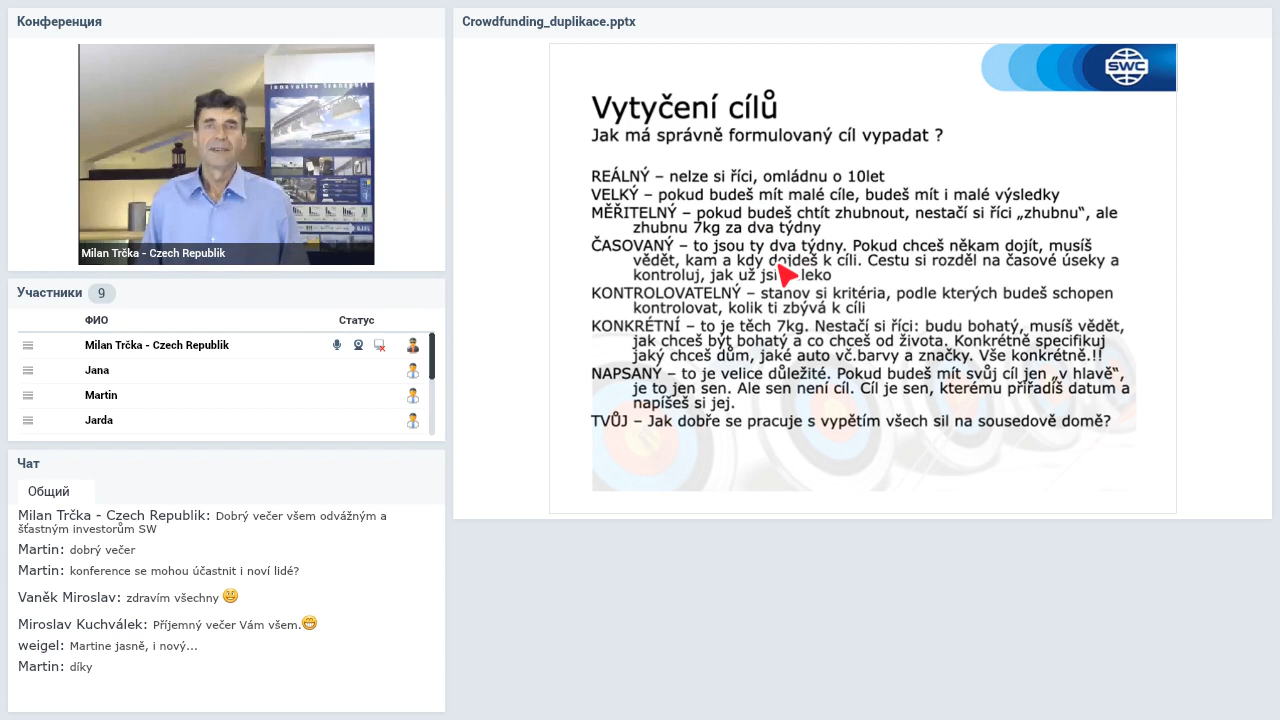 Конференция
innovative transport
Milan Trčka - Czech Republik
Участники 9
ФИО Статус
Milan Trčka - Czech Republik
Jana
Martin
Jarda
Чат
Общий
Milan Trčka - Czech Republik: Dobrý večer všem odvážným a
šťastným investorům SW
Martin: dobrý večer
Martin: konference se mohou účastnit i noví lidé?
Vaněk Miroslav: zdravím všechny
Miroslav Kuchválek: Příjemný večer Vám všem.
weigel: Martine jasně, i nový...
Martin: díky
Crowdfunding_duplikace.pptx
SWC
Vytyčení cílů
Jak má správně formulovaný cíl vypadat ?
REÁLNÝ – nelze si říci, omládnu o 10let
VELKÝ – pokud budeš mít malé cíle, budeš mít i malé výsledky
MĚŘITELNÝ – pokud budeš chtít zhubnout, nestačí si říci „zhubnu“, ale
zhubnu 7kg za dva týdny
ČASOVANÝ – to jsou ty dva týdny. Pokud chceš někam dojít, musíš
vědět, kam a kdy dojdeš k cíli. Cestu si rozděl na časové úseky a
kontroluj, jak už leko
KONTROLOVATELNÝ – stanov si kritéria, podle kterých budeš schopen
kontrolovat, kolik ti zbývá k cíli
KONKRÉTNÍ – to je těch 7kg. Nestačí si říci: budu bohatý, musíš vědět,
jak chceš být bohatý a co chceš od života. Konkrétně specifikuj
jaký chceš dům, jaké auto vč.barvy a značky. Vše konkrétně.!!
NAPSANÝ – to je velice důležité. Pokud budeš mít svůj cíl jen „v hlavě“,
je to jen sen. Ale sen není cíl. Cíl je sen, kterému přiřadíš datum a
napíšeš si jej.
TVŮJ – Jak dobře se pracuje s vypětím všech sil na sousedově domě?